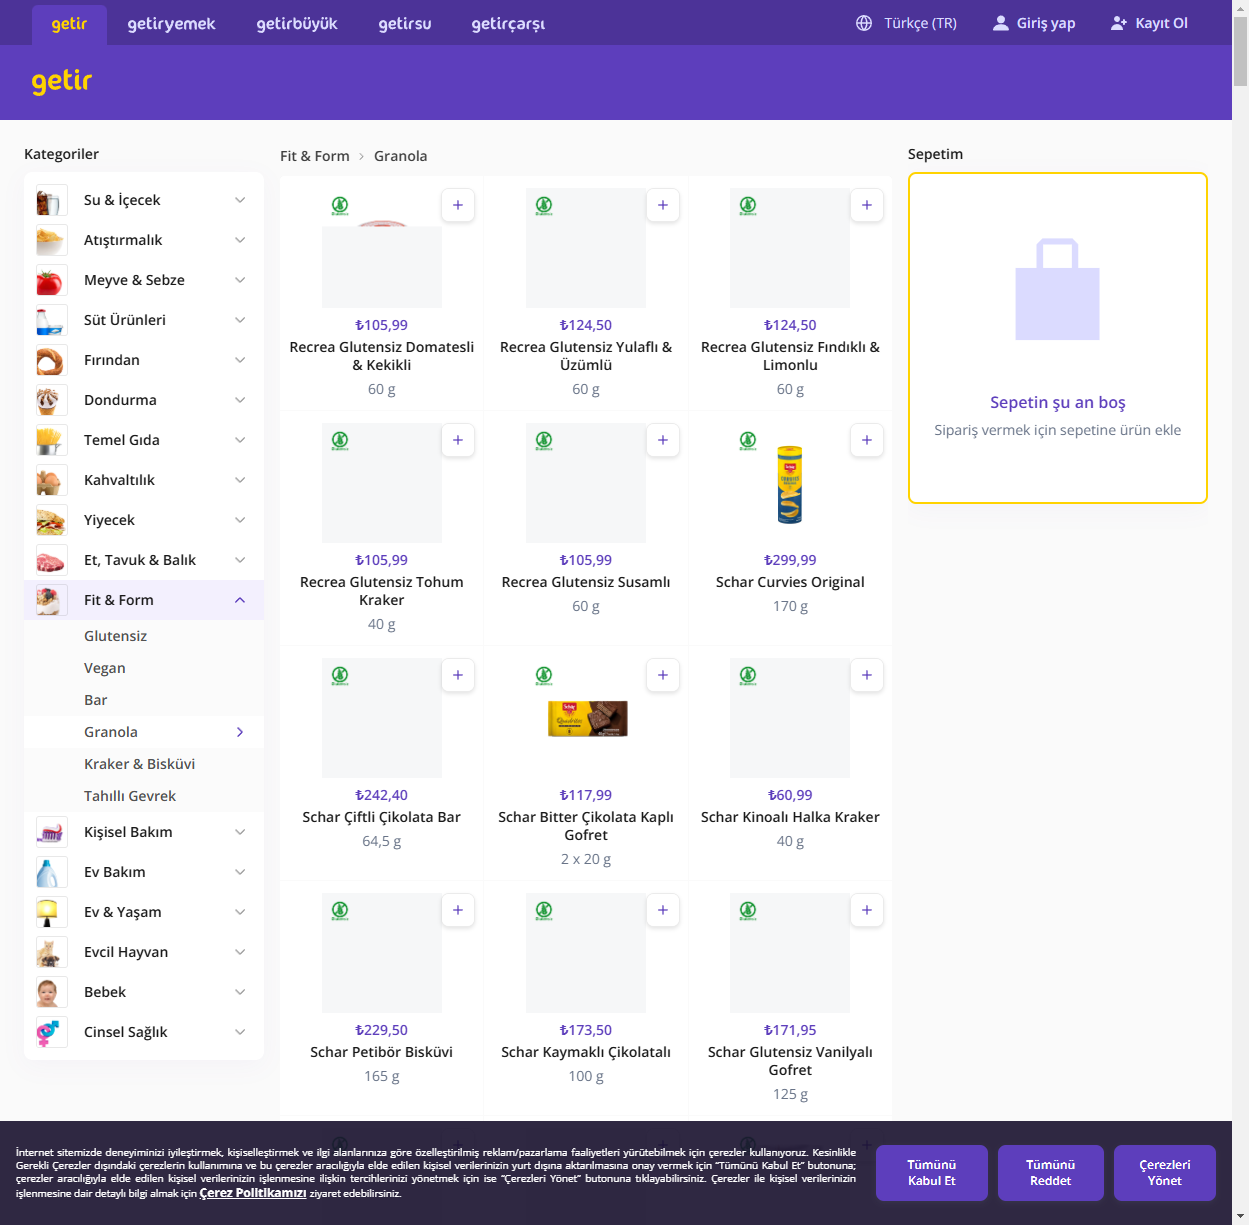 getir
getiryemek
getirbüyük
getirsu
getirçarşı
Türkçe (TR)
Giriş yap
Kayıt Ol
getir
Kategoriler
Su & İçecek
Atıştırmalık
Meyve & Sebze
Süt Ürünleri
Fırından
Dondurma
Temel Gıda
Kahvaltılık
Yiyecek
Et, Tavuk & Balık
Fit & Form
Glutensiz
Vegan
Bar
Granola
Kraker & Bisküvi
Tahıllı Gevrek
Kişisel Bakım
Ev Bakım
Ev & Yaşam
Evcil Hayvan
Bebek
Cinsel Sağlık
Fit & Form
Granola
₺105,99
Recrea Glutensiz Domatesli
& Kekikli
60 g
₺124,50
Recrea Glutensiz Yulaflı &
Üzümlü
60 g
₺124,50
Recrea Glutensiz Fındıklı &
Limonlu
60 g
₺105,99
Recrea Glutensiz Tohum
Kraker
40 g
₺105,99
Recrea Glutensiz Susamlı
60 g
₺299,99
Schar Curvies Original
170 g
₺242,40
Schar Çiftli Çikolata Bar
64,5 g
₺117,99
Schar Bitter Çikolata Kaplı
Gofret
2 x 20 g
₺60,99
Schar Kinoalı Halka Kraker
40 g
₺229,50
Schar Petibör Bisküvi
165 g
₺173,50
Schar Kaymaklı Çikolatalı
100 g
₺171,95
Schar Glutensiz Vanilyalı
Gofret
125 g
Sepetim
Sepetin şu an boş
Sipariş vermek için sepetine ürün ekle
İnternet sitemizde deneyiminizi iyileştirmek, kişiselleştirmek ve ilgi alanlarınıza göre özelleştirilmiş reklam/pazarlama faaliyetleri yürütebilmek için çerezler kullanıyoruz. Kesinlikle
Gerekli Çerezler dışındaki çerezlerin kullanımına ve bu çerezler aracılığıyla elde edilen kişisel verilerinizin yurt dışına aktarılmasına onay vermek için “Tümünü Kabul Et” butonuna;
çerezler aracılığıyla elde edilen kişisel verilerinizin işlenmesine ilişkin tercihlerinizi yönetmek için ise “Çerezleri Yönet” butonuna tıklayabilirsiniz. Çerezler ile kişisel verilerinizin
işlenmesine dair detaylı bilgi almak için Çerez Politikamızı ziyaret edebilirsiniz.
Tümünü
Kabul Et
Tümünü
Reddet
Çerezleri
Yönet